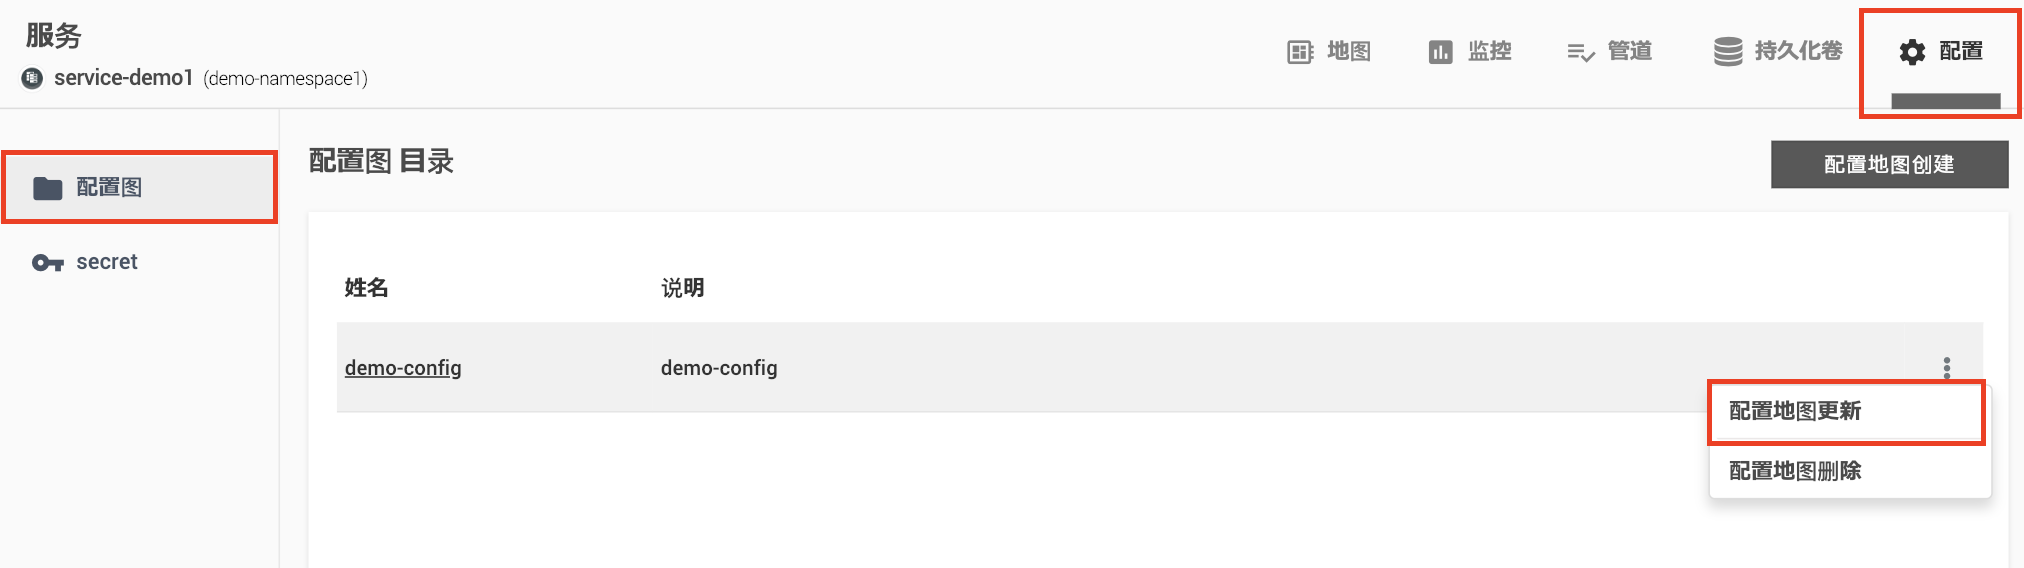 服务
service-demo1 (demo-namespace1)
地图
监控
管道
持久化卷
配置
配置图
secret
配置图 目录
配置地图创建
姓名 说明
demo-config demo-config
配置地图更新
配置地图删除